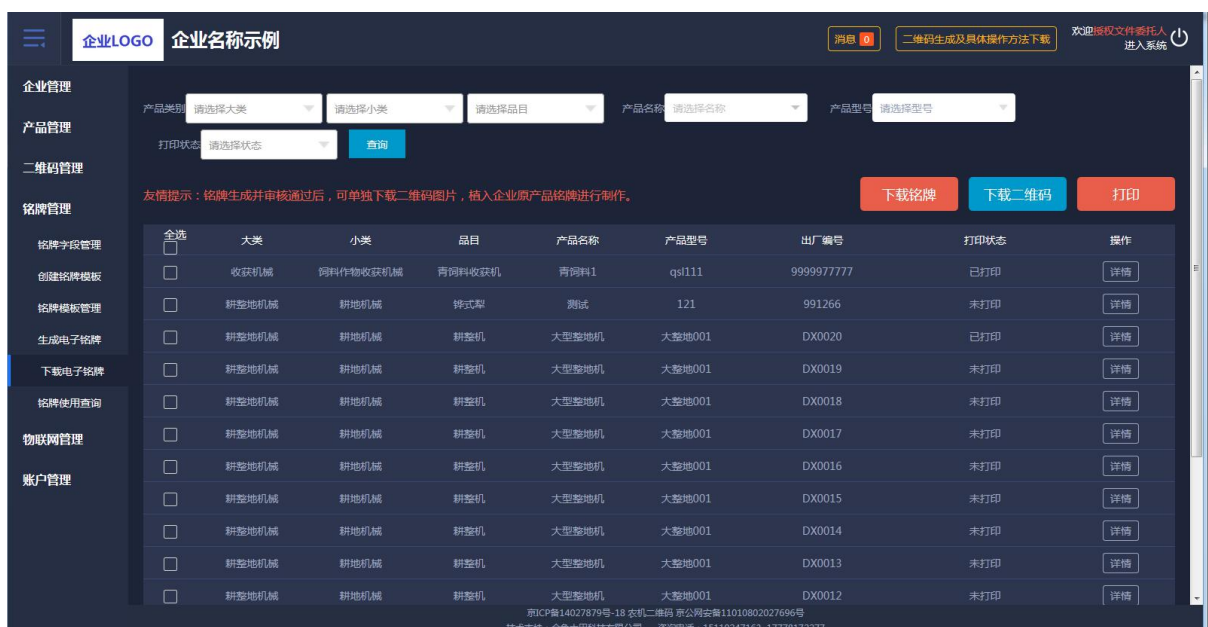 企业LOGO 企业名称示例 消息 0 二维码生成及具体操作方法下载 欢迎授权文件委托人
进入系统
企业管理
产品管理
二维码管理
铭牌管理
铭牌字段管理
创建铭牌模板
铭牌模板管理
生成电子铭牌
下载电子铭牌
铭牌使用查询
物联网管理
账户管理
产品类别 请选择大类 请选择小类 请选择品目 产品名称 请选择名称 产品型号 请选择型号
打印状态 请选择状态 查询
友情提示：铭牌生成并审核通过后，可单独下载二维码图片，植入企业原产品铭牌进行制作。 下载铭牌 下载二维码 打印
全选 大类 小类 品目 产品名称 产品型号 出厂编号 打印状态 操作
收获机械 饲料作物收获机械 青饲料收获机 青饲料1 qsl111 9999977777 已打印 详情
耕整地机械 耕地机械 铧式犁 测试 121 991266 未打印 详情
耕整地机械 耕地机械 耕整机 大型整地机 大整地001 DX0020 已打印 详情
耕整地机械 耕地机械 耕整机 大型整地机 大整地001 DX0019 未打印 详情
耕整地机械 耕地机械 耕整机 大型整地机 大整地001 DX0018 未打印 详情
耕整地机械 耕地机械 耕整机 大型整地机 大整地001 DX0017 未打印 详情
耕整地机械 耕地机械 耕整机 大型整地机 大整地001 DX0016 未打印 详情
耕整地机械 耕地机械 耕整机 大型整地机 大整地001 DX0015 未打印 详情
耕整地机械 耕地机械 耕整机 大型整地机 大整地001 DX0014 未打印 详情
耕整地机械 耕地机械 耕整机 大型整地机 大整地001 DX0013 未打印 详情
耕整地机械 耕地机械 耕整机 大型整地机 大整地001 DX0012 未打印 详情
京ICP备14027879号-18 农机二维码 京公网安备11010802027696号